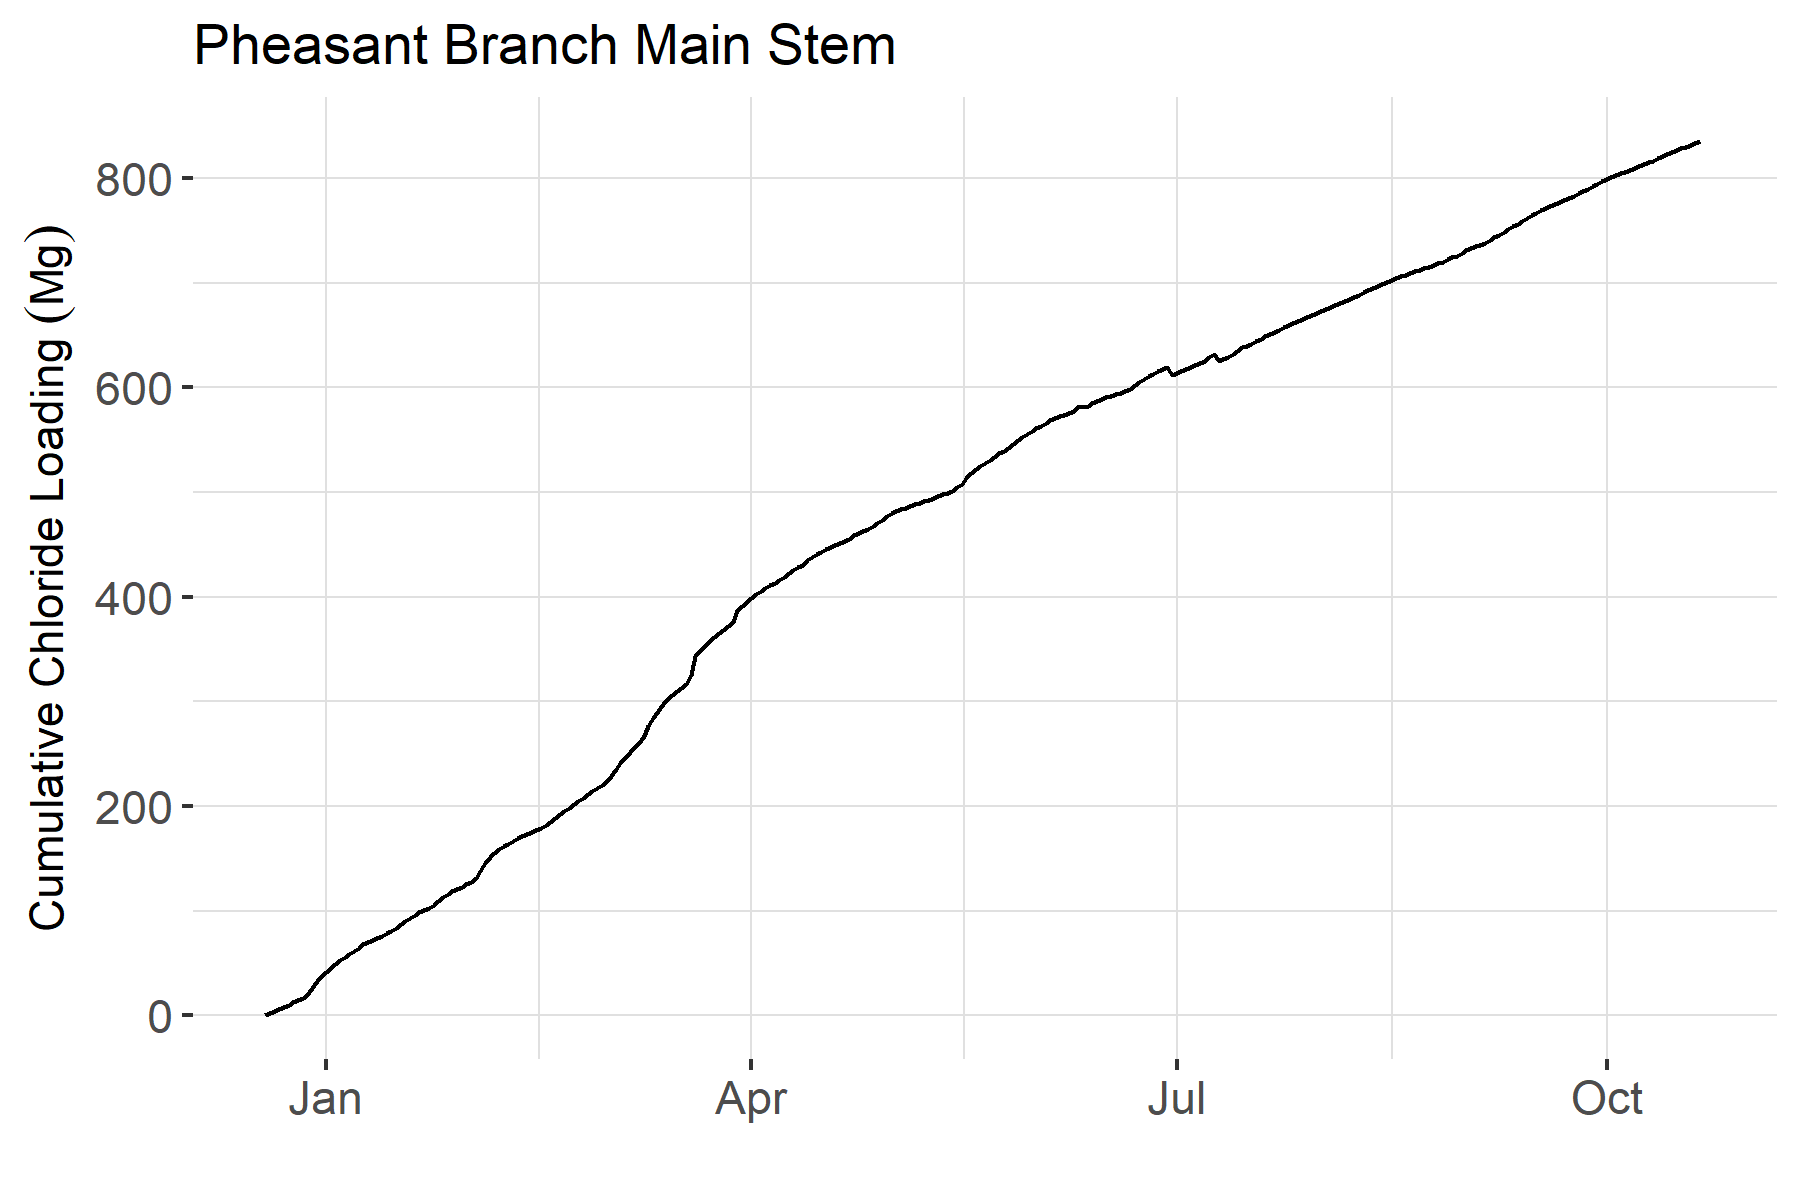 Pheasant Branch Main Stem
Cumulative Chloride Loading (Mg)
800
600
400
200
0
Jan Apr Jul Oct